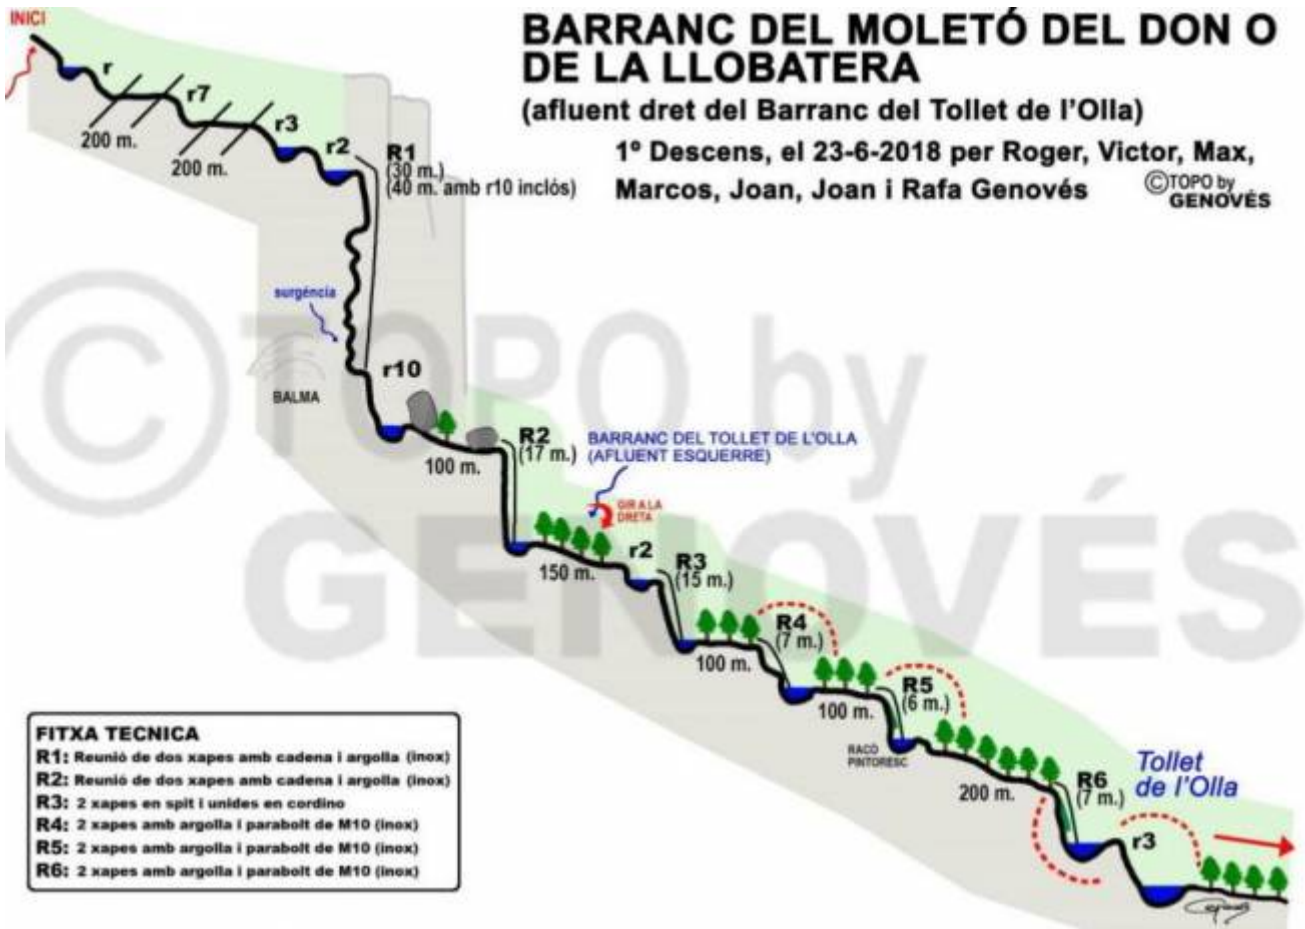 INICI
BARRANC DEL MOLETÓ DEL DON O
DE LA LLOBATERA
(afluent dret del Barranc del Tollet de l'Olla)
1º Descens, el 23-6-2018 per Roger, Victor, Max,
Marcos, Joan, Joan i Rafa Genovés
©TOPO by
GENOVÉS
r
r7
r3
r2
200 m.
200 m.
R1
(30 m.)
(40 m. amb r10 inclós)
surgéncia
BALMA
r10
100 m.
R2
(17 m.)
BARRANC DEL TOLLET DE L'OLLA
(AFLUENT ESQUERRE)
GIR A LA
DRETA
150 m.
r2
R3
(15 m.)
100 m.
R4
(7 m.)
100 m.
R5
(6 m.)
RACÓ
PINTORESC
200 m.
R6
(7 m.)
Tollet
de l'Olla
r3
© TOPO by
GENOVÉS
FITXA TECNICA
R1: Reunió de dos xapes amb cadena i argolla (inox)
R2: Reunió de dos xapes amb cadena i argolla (inox)
R3: 2 xapes en spit i unides en cordino
R4: 2 xapes amb argolla i parabolt de M10 (inox)
R5: 2 xapes amb argolla i parabolt de M10 (inox)
R6: 2 xapes amb argolla i parabolt de M10 (inox)